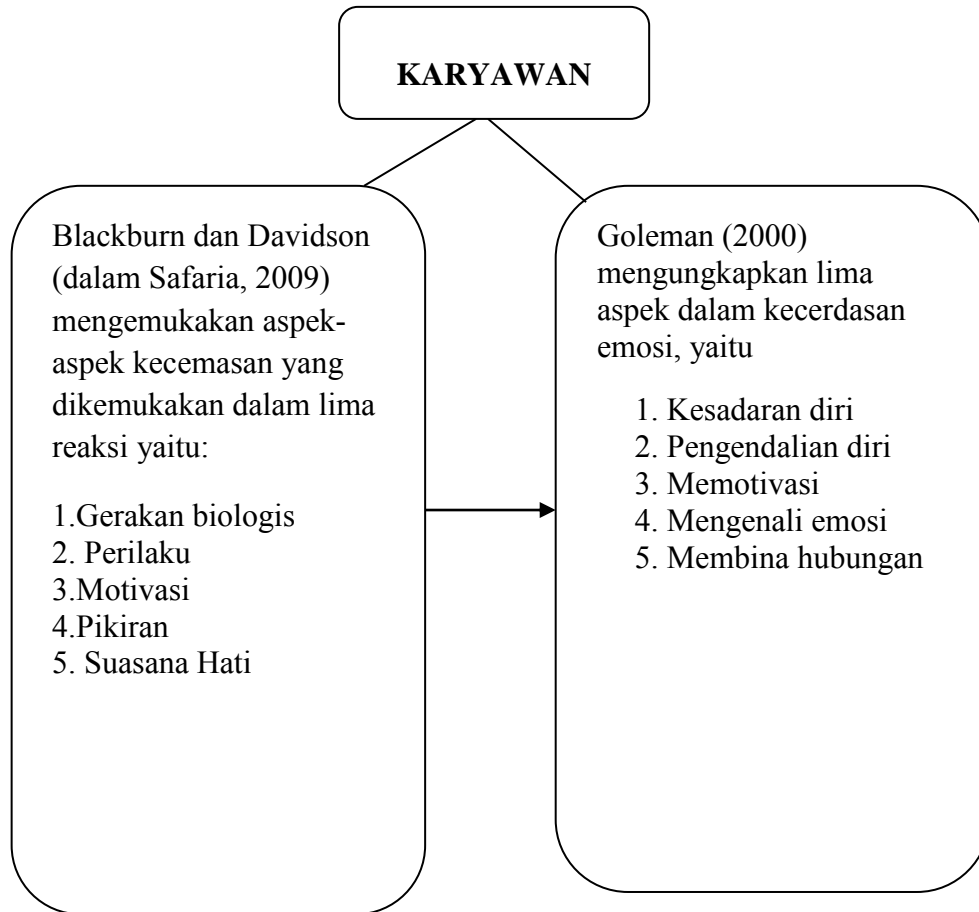 KARYAWAN
Blackburn dan Davidson
(dalam Safaria, 2009)
mengemukakan aspek-
aspek kecemasan yang
dikemukakan dalam lima
reaksi yaitu:
1.Gerakan biologis
2. Perilaku
3.Motivasi
4.Pikiran
5. Suasana Hati
Goleman (2000)
mengungkapkan lima
aspek dalam kecerdasan
emosi, yaitu
1. Kesadaran diri
2. Pengendalian diri
3. Memotivasi
4. Mengenali emosi
5. Membina hubungan